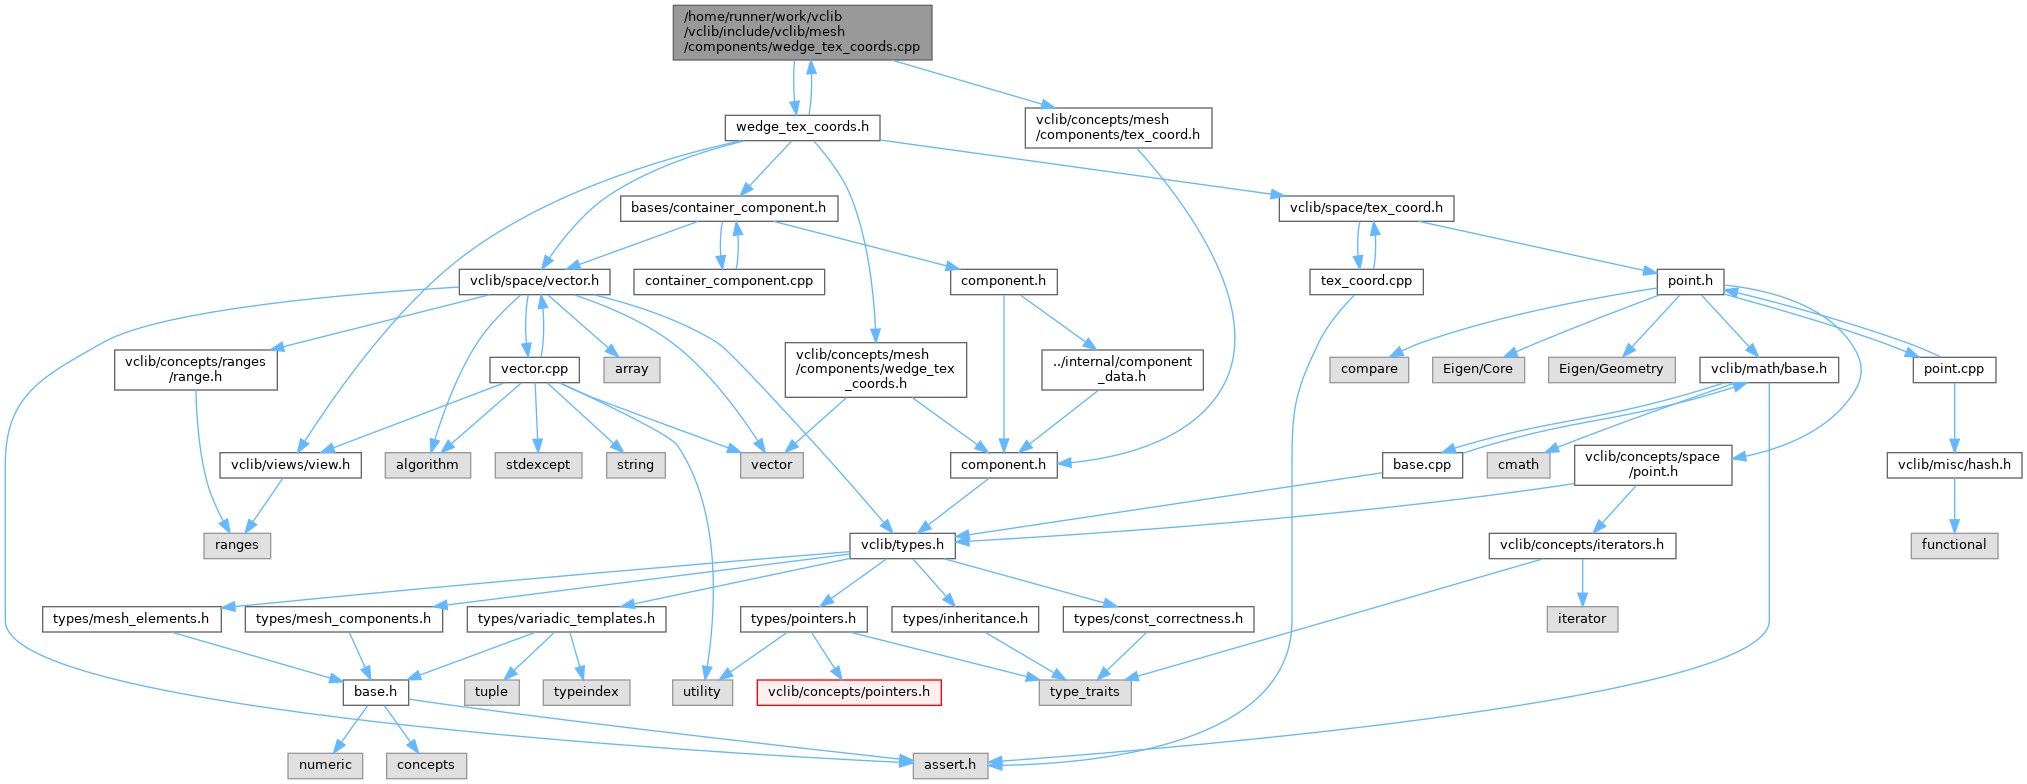 /home/runner/work/vclib
/vclib/include/vclib/mesh
/components/wedge_tex_coords.cpp
wedge_tex_coords.h
vclib/concepts/mesh
/components/tex_coord.h
bases/container_component.h
vclib/space/tex_coord.h
vclib/space/vector.h
container_component.cpp
component.h
tex_coord.cpp
point.h
vclib/concepts/ranges
/range.h
vector.cpp
array
vclib/concepts/mesh
/components/wedge_tex
_coords.h
../internal/component
_data.h
compare
Eigen/Core
Eigen/Geometry
vclib/math/base.h
point.cpp
vclib/views/view.h
algorithm
stdexcept
string
vector
component.h
base.cpp
cmath
vclib/concepts/space
/point.h
vclib/misc/hash.h
ranges
vclib/types.h
vclib/concepts/iterators.h
functional
types/mesh_elements.h
types/mesh_components.h
types/variadic_templates.h
types/pointers.h
types/inheritance.h
types/const_correctness.h
iterator
base.h
tuple
typeindex
utility
vclib/concepts/pointers.h
type_traits
numeric
concepts
assert.h